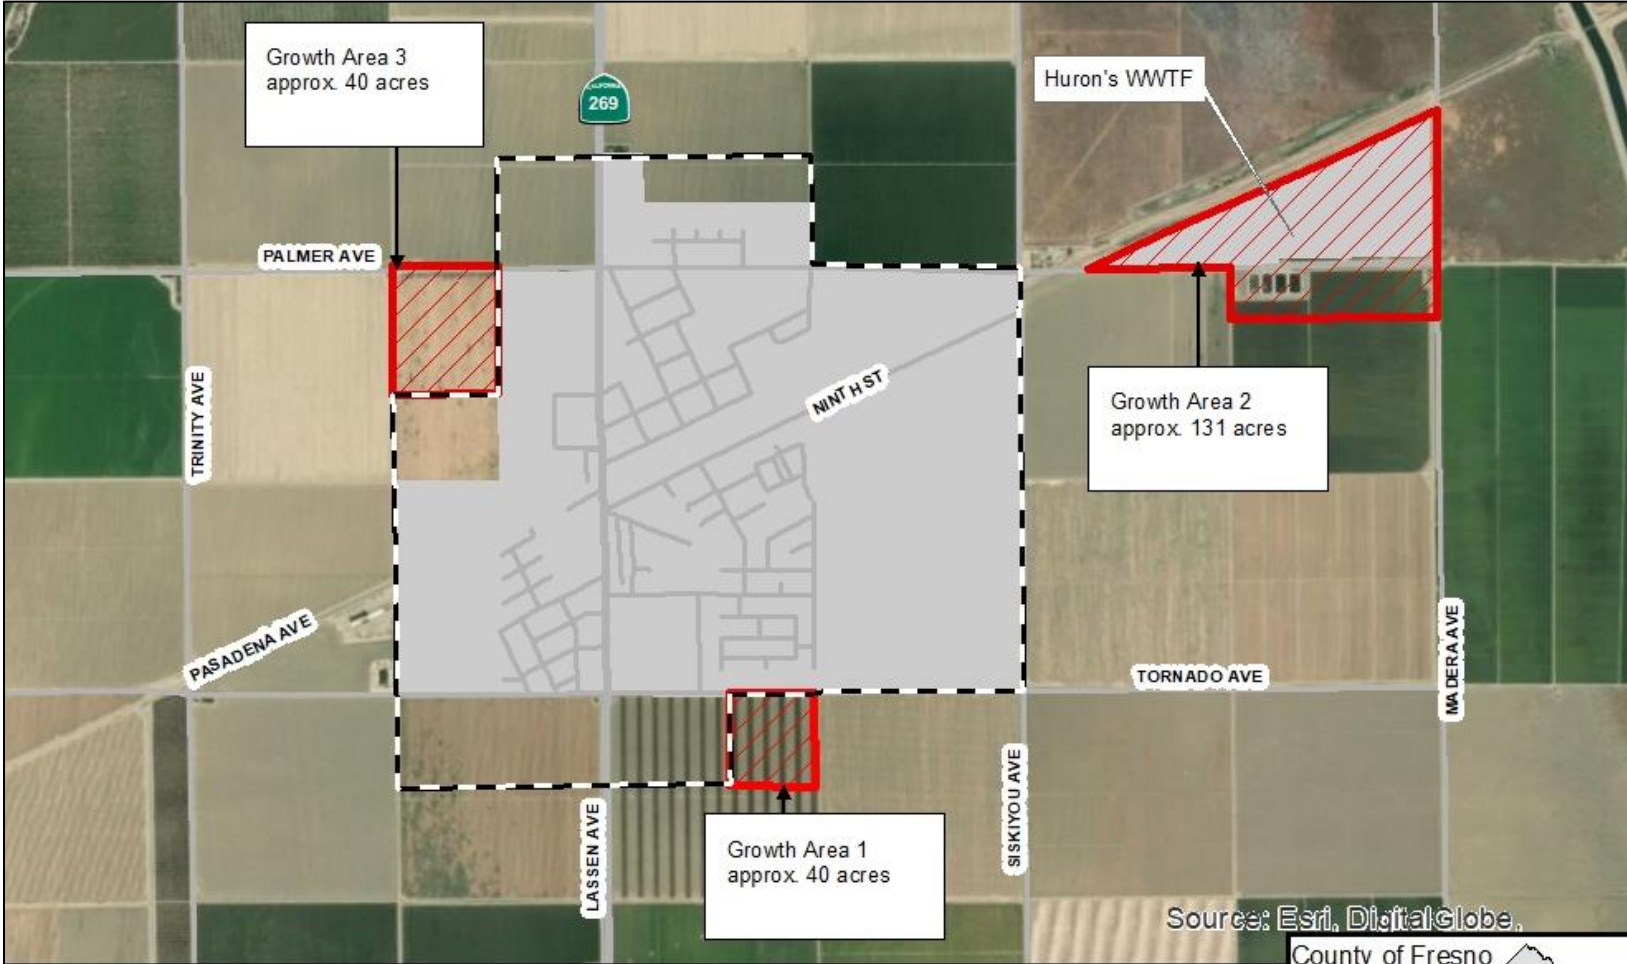 Growth Area 3
approx. 40 acres
CALIFORNIA
269
Huron's WWTF
PALMER AVE
TRINITY AVE
NINTH ST
Growth Area 2
approx. 131 acres
PASADENA AVE
TORNADO AVE
MADERA AVE
LASSEN AVE
SISKIYOU AVE
Growth Area 1
approx. 40 acres
Source: Esri, DigitalGlobe,
County of Fresno